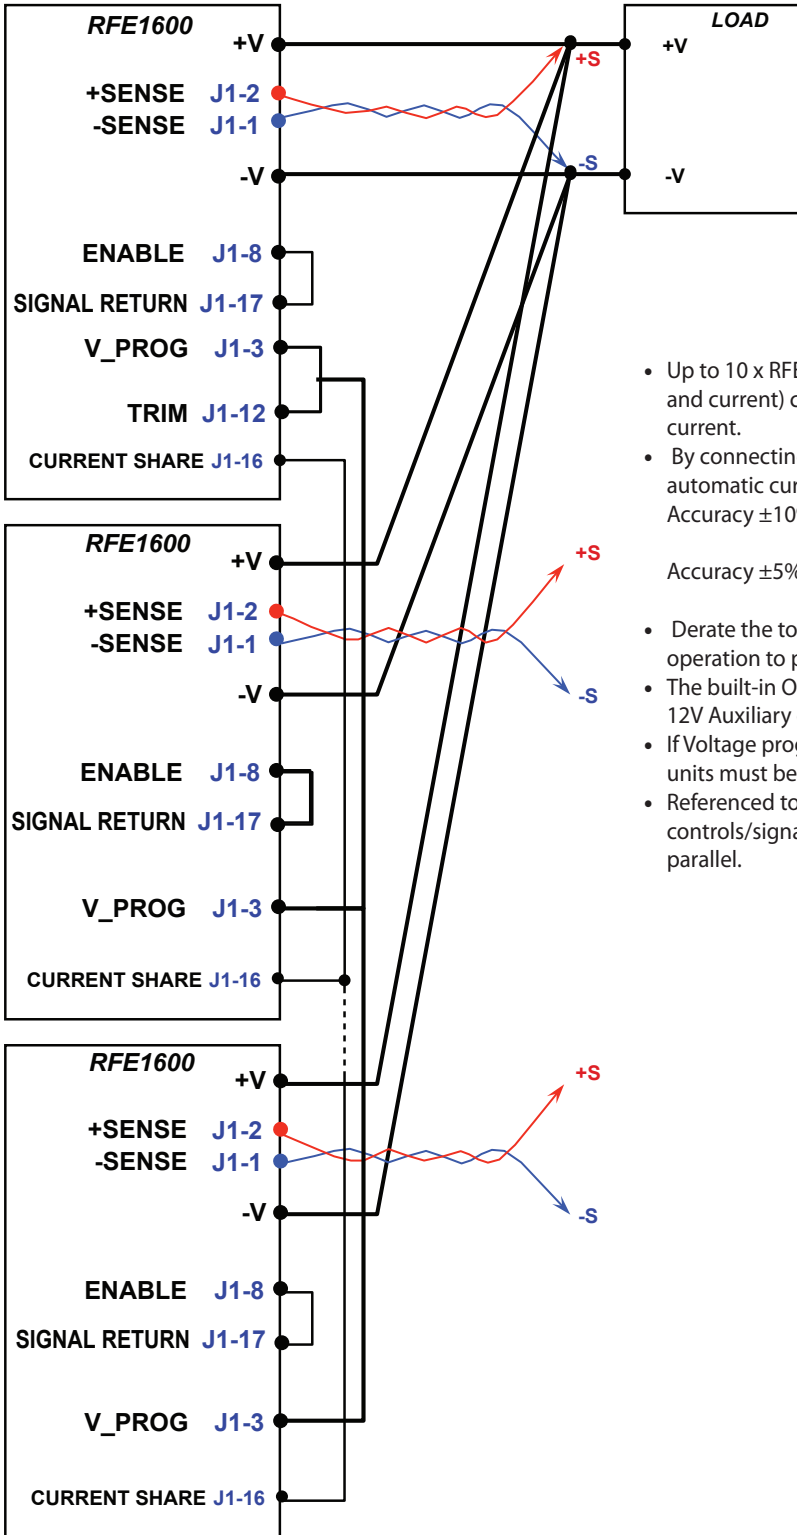 RFE1600
+V
+SENSE J1-2
-SENSE J1-1
-V
ENABLE J1-8
SIGNAL RETURN J1-17
V_PROG J1-3
TRIM J1-12
CURRENT SHARE J1-16
+S
-S
LOAD
+V
-V
RFE1600
+V
+SENSE J1-2
-SENSE J1-1
-V
ENABLE J1-8
SIGNAL RETURN J1-17
V_PROG J1-3
CURRENT SHARE J1-16
+S
-S
RFE1600
+V
+SENSE J1-2
-SENSE J1-1
-V
ENABLE J1-8
SIGNAL RETURN J1-17
V_PROG J1-3
CURRENT SHARE J1-16
+S
-S
• Up to 10 x RFE
and current)
current.
• By
automatic
Accuracy ±10
Accuracy ±5%
• Derate the
operation to
• The built-in
12V Auxiliary
• If Voltage
units must be
• Referenced to
parallel.